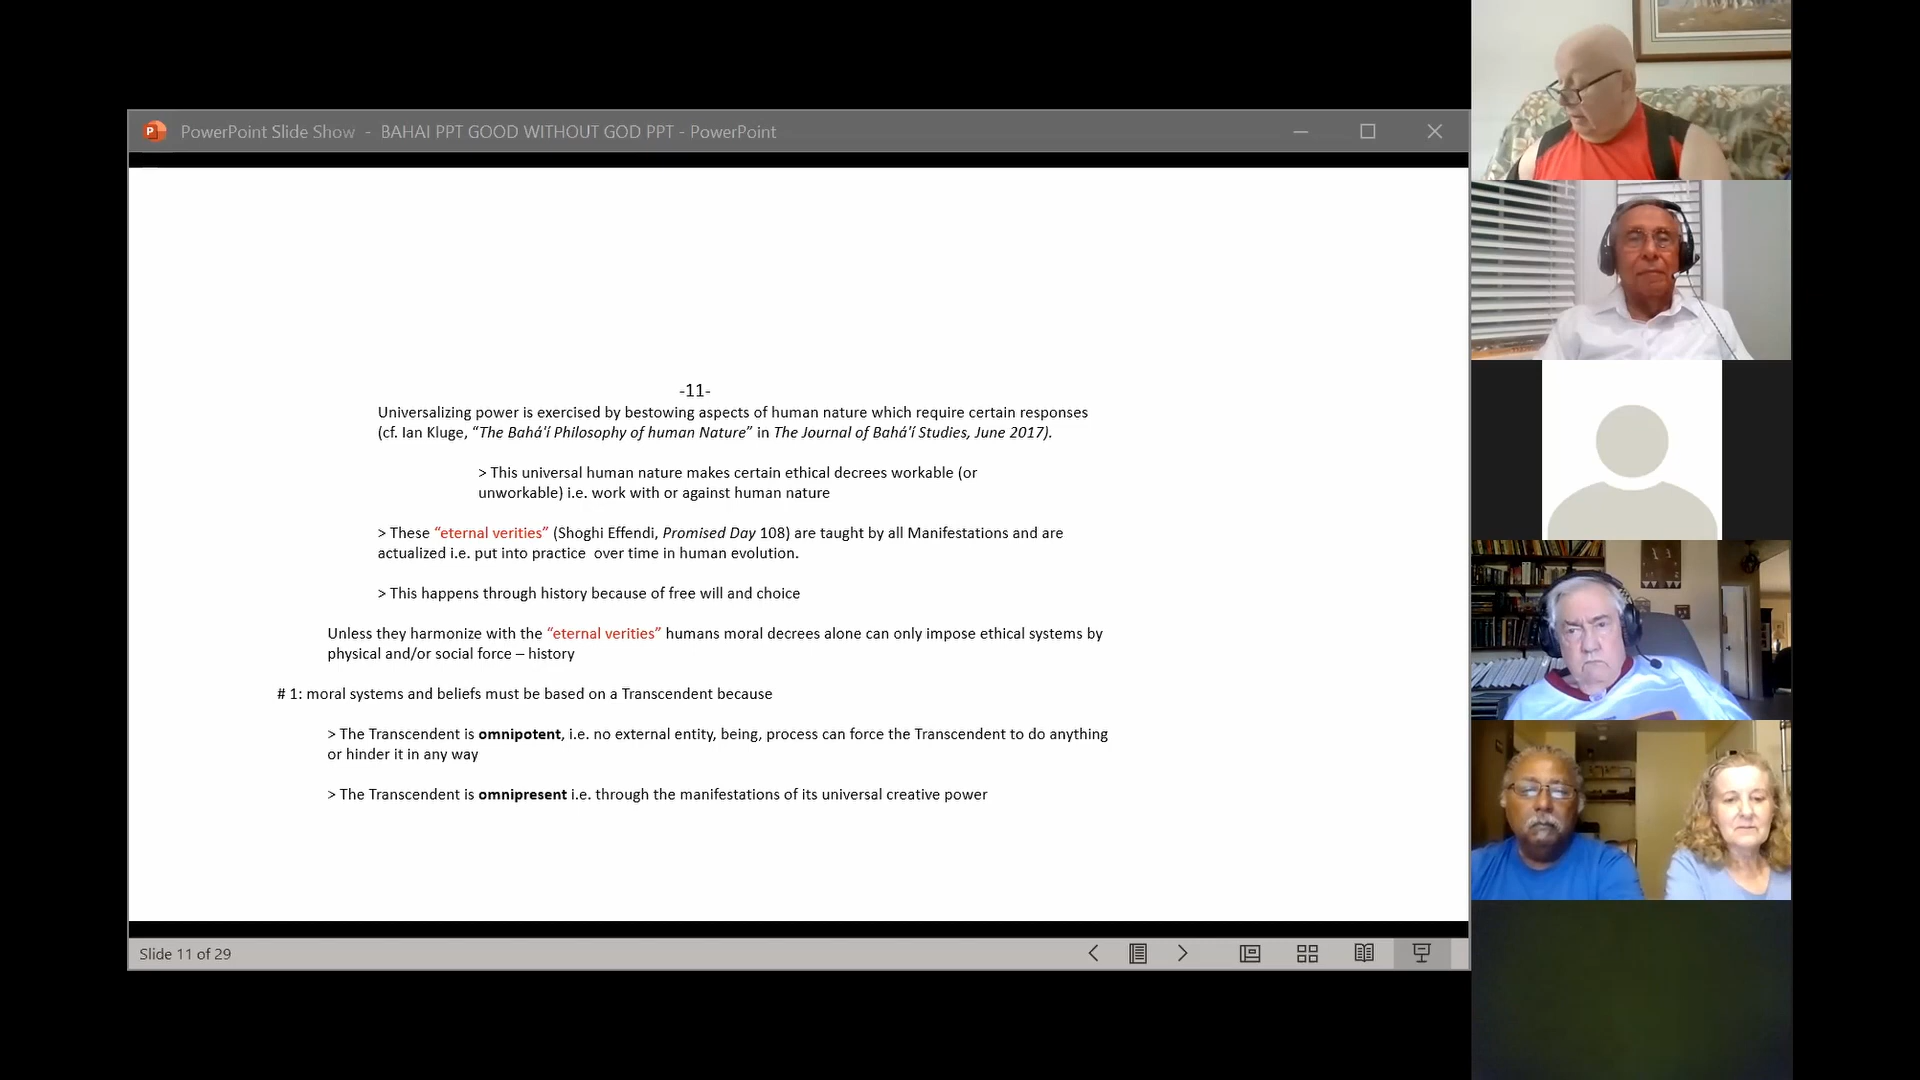 PowerPoint Slide Show - BAHAI PPT GOOD WITHOUT GOD PPT - PowerPoint
-11-
Universalizing power is exercised by bestowing aspects of human nature which require certain responses
(cf. Ian Kluge, “The Bahá'í Philosophy of human Nature” in The Journal of Bahá'í Studies, June 2017).
> This universal human nature makes certain ethical decrees workable (or
unworkable) i.e. work with or against human nature
> These “eternal verities” (Shoghi Effendi, Promised Day 108) are taught by all Manifestations and are
actualized i.e. put into practice over time in human evolution.
> This happens through history because of free will and choice
Unless they harmonize with the “eternal verities” humans moral decrees alone can only impose ethical systems by
physical and/or social force – history
# 1: moral systems and beliefs must be based on a Transcendent because
> The Transcendent is omnipotent, i.e. no external entity, being, process can force the Transcendent to do anything
or hinder it in any way
> The Transcendent is omnipresent i.e. through the manifestations of its universal creative power
Slide 11 of 29